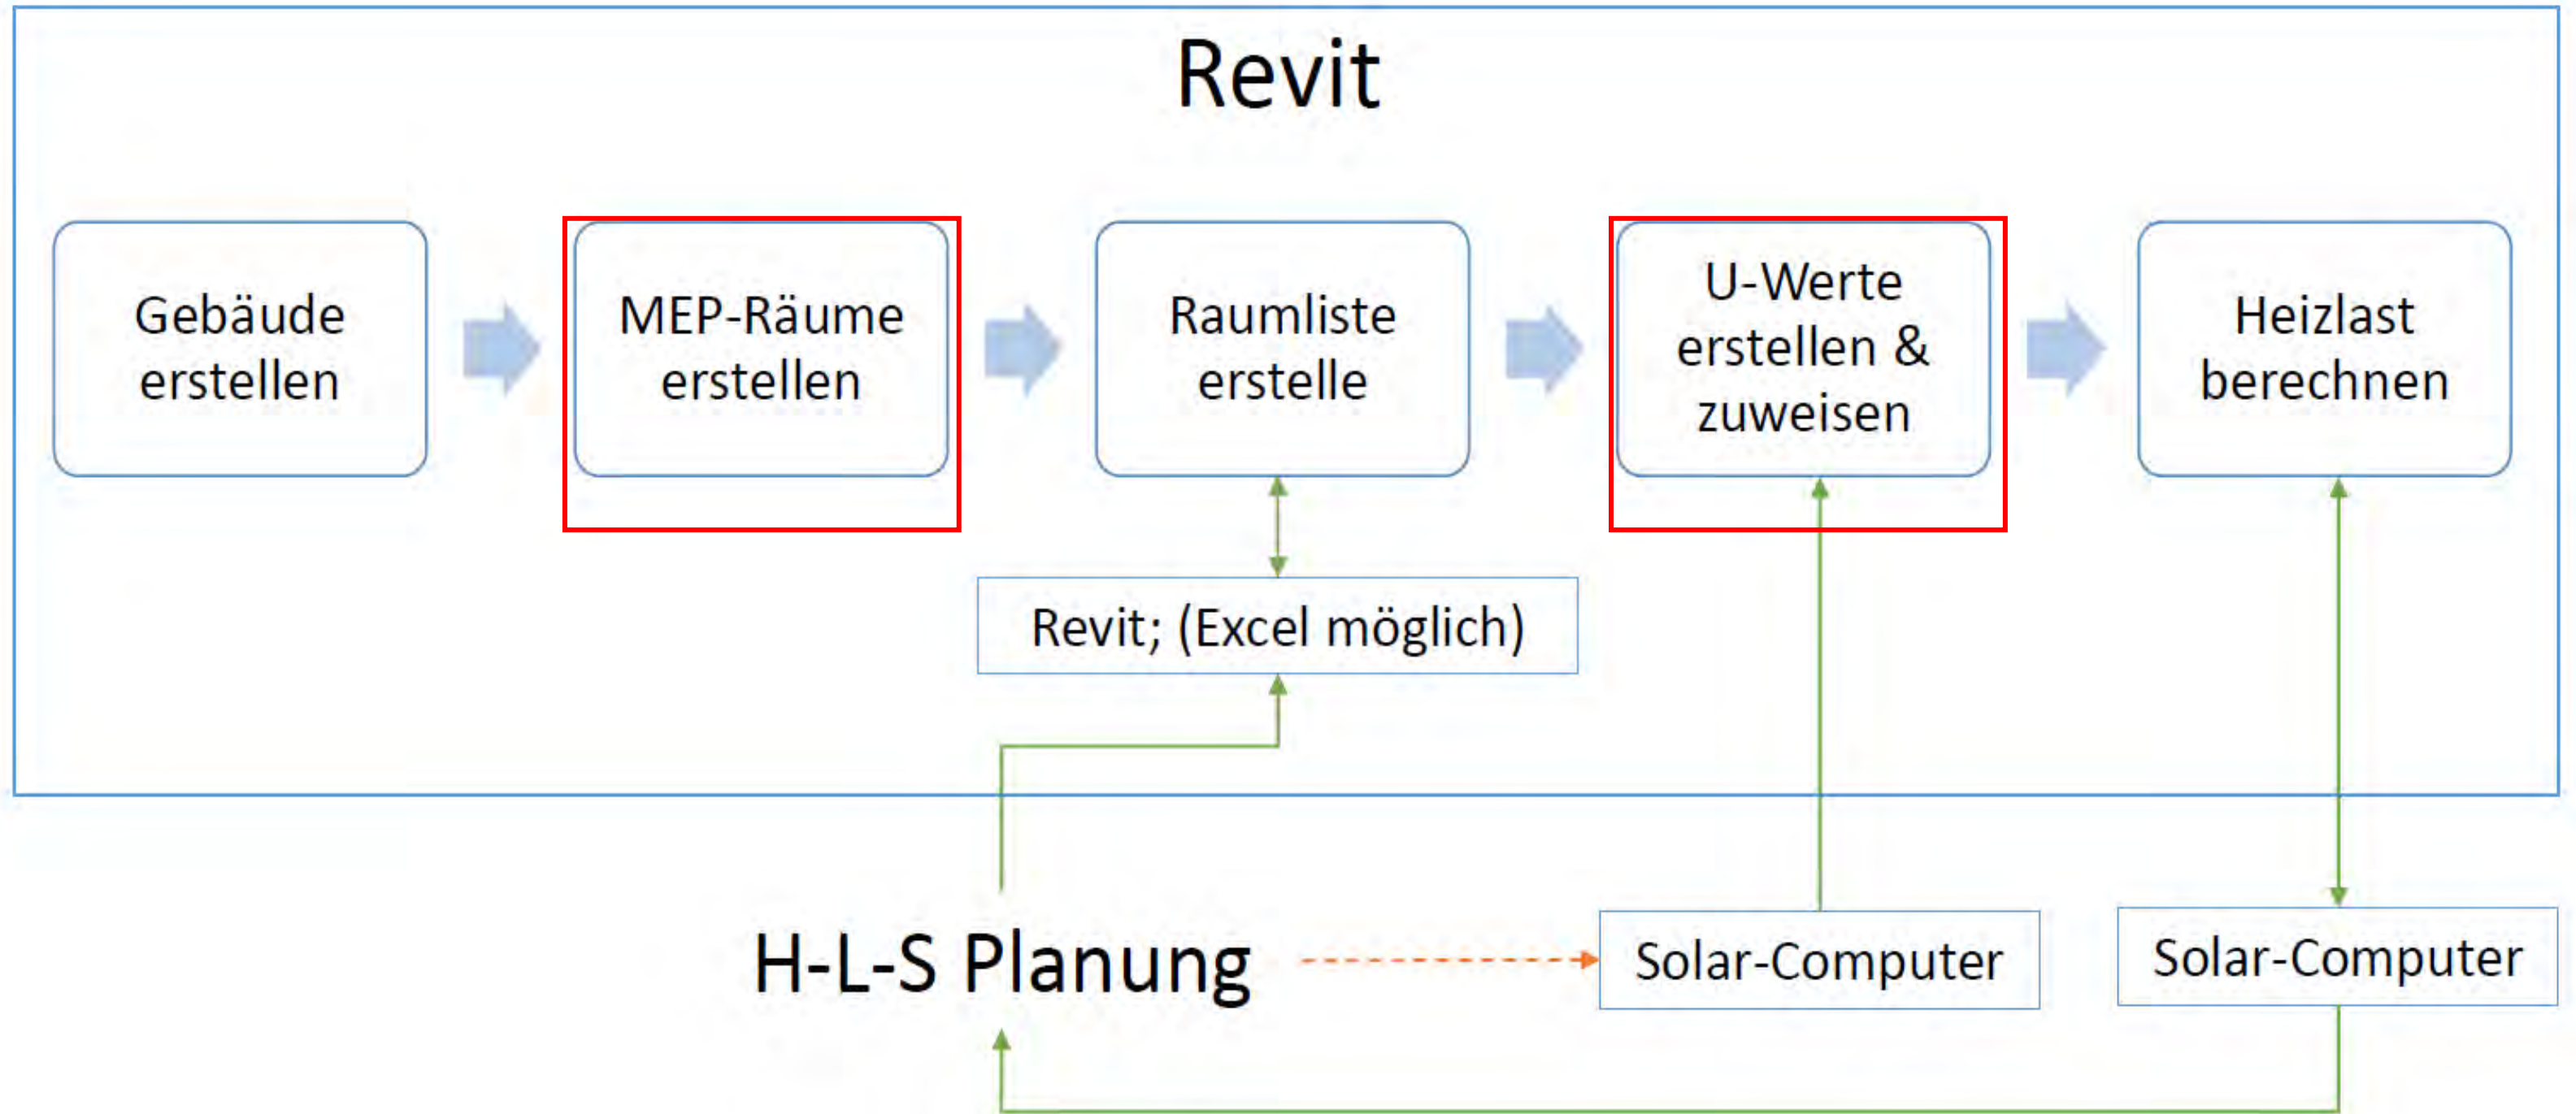 Revit
Gebäude
erstellen
MEP-Räume
erstellen
Raumliste
erstelle
U-Werte
erstellen &
zuweisen
Heizlast
berechnen
Revit; (Excel möglich)
H-L-S Planung
Solar-Computer
Solar-Computer